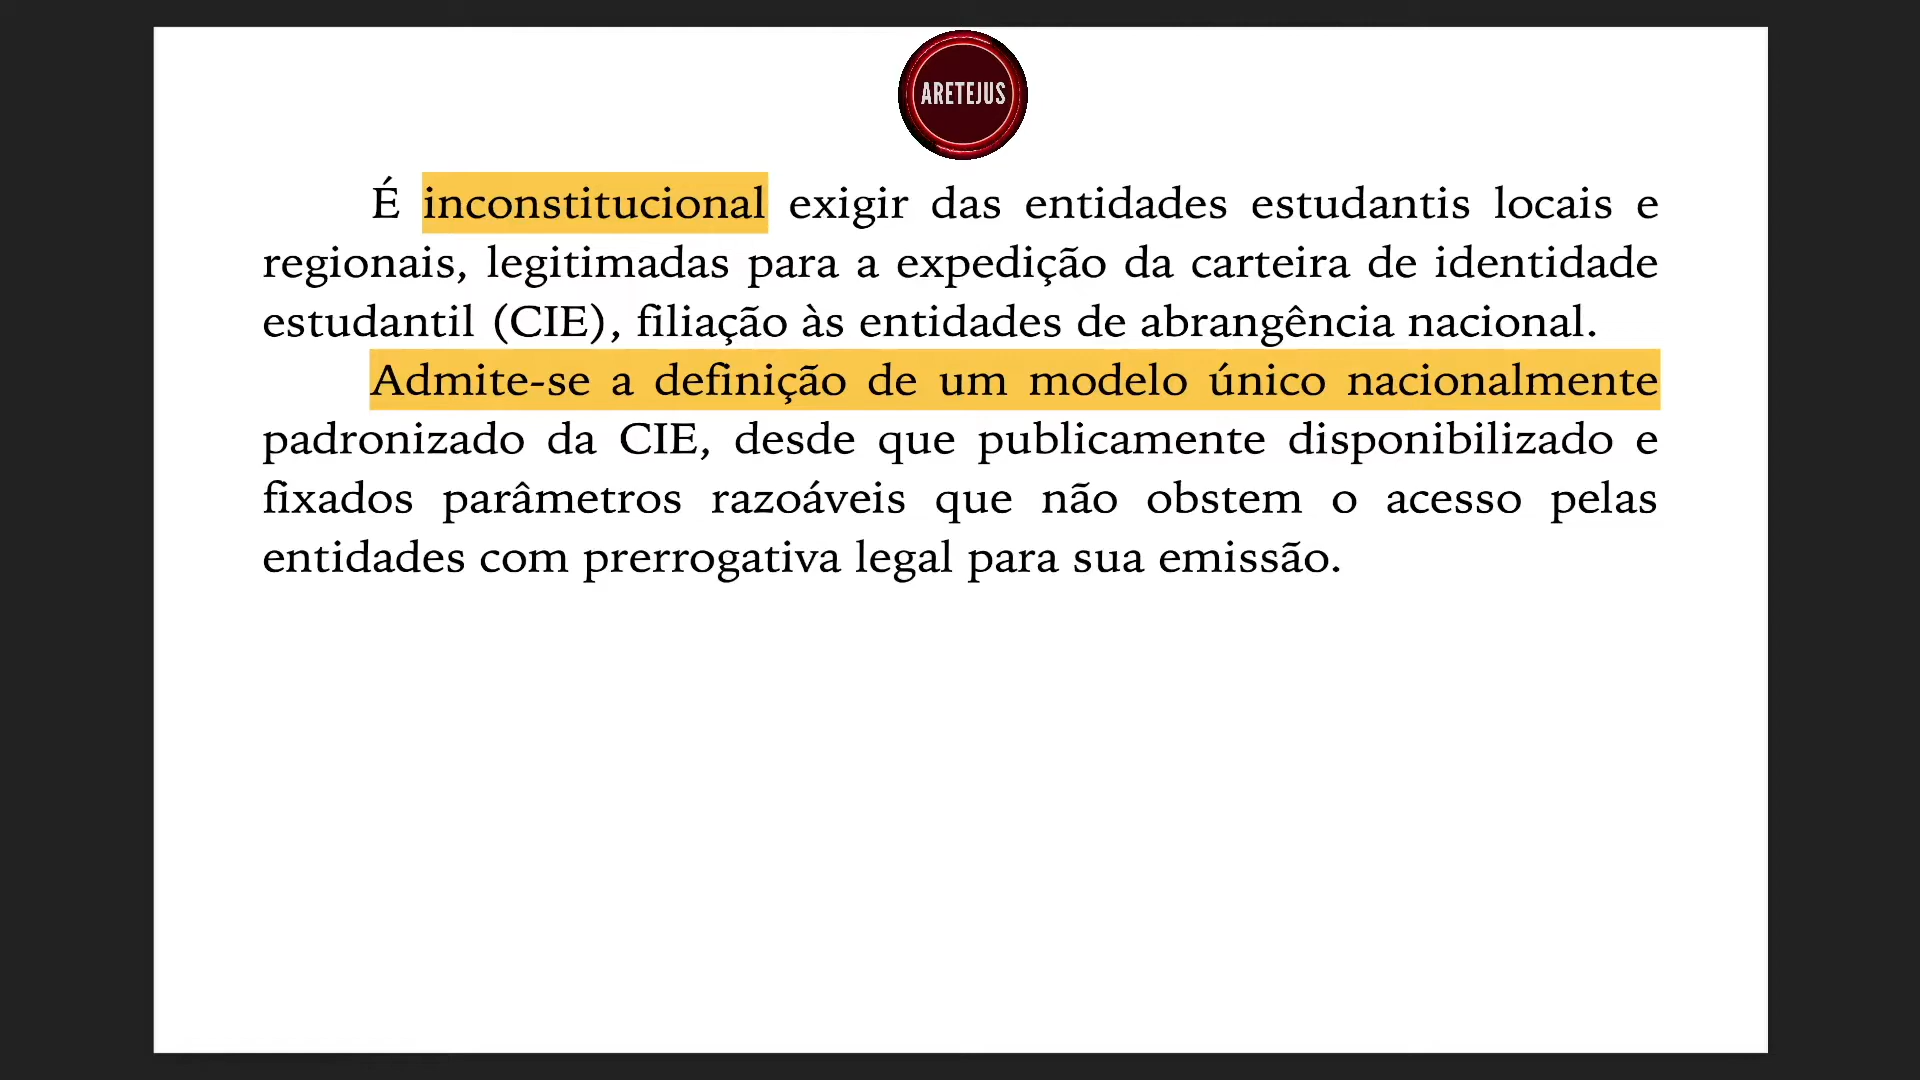 ARETEJUS
É inconstitucional exigir das entidades estudantis locais e
regionais, legitimadas para a expedição da carteira de identidade
estudantil (CIE), filiação às entidades de abrangência nacional.
Admite-se a definição de um modelo único nacionalmente
padronizado da CIE, desde que publicamente disponibilizado e
fixados parâmetros razoáveis que não obstem o acesso pelas
entidades com prerrogativa legal para sua emissão.